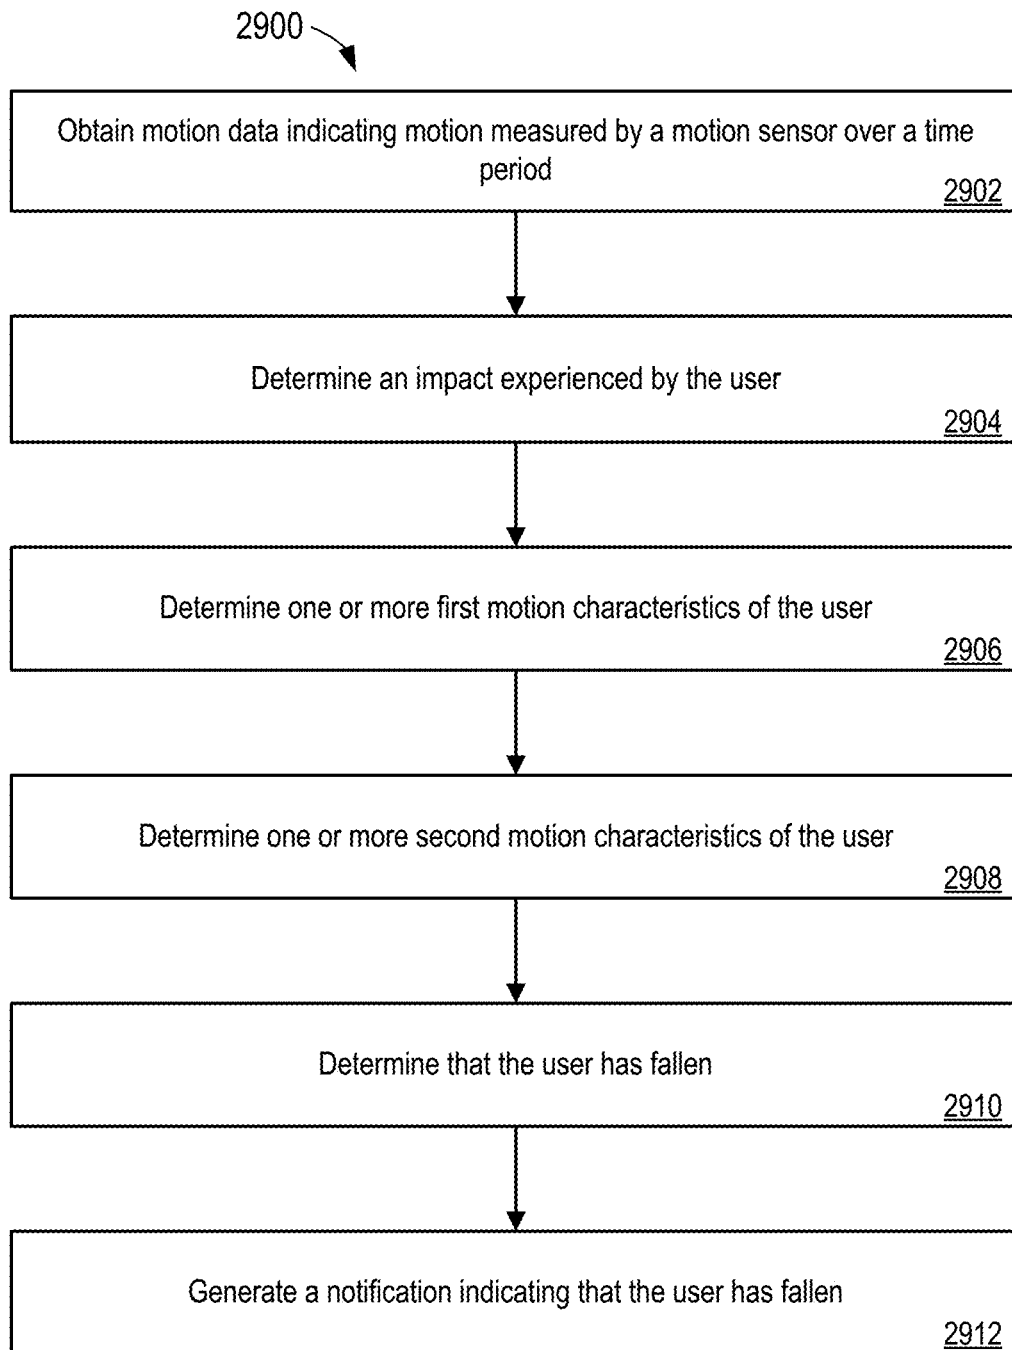 2900
Obtain motion data indicating motion measured by a motion sensor over a time
period
2902
Determine an impact experienced by the user
2904
Determine one or more first motion characteristics of the user
2906
Determine one or more second motion characteristics of the user
2908
Determine that the user has fallen
2910
Generate a notification indicating that the user has fallen
2912